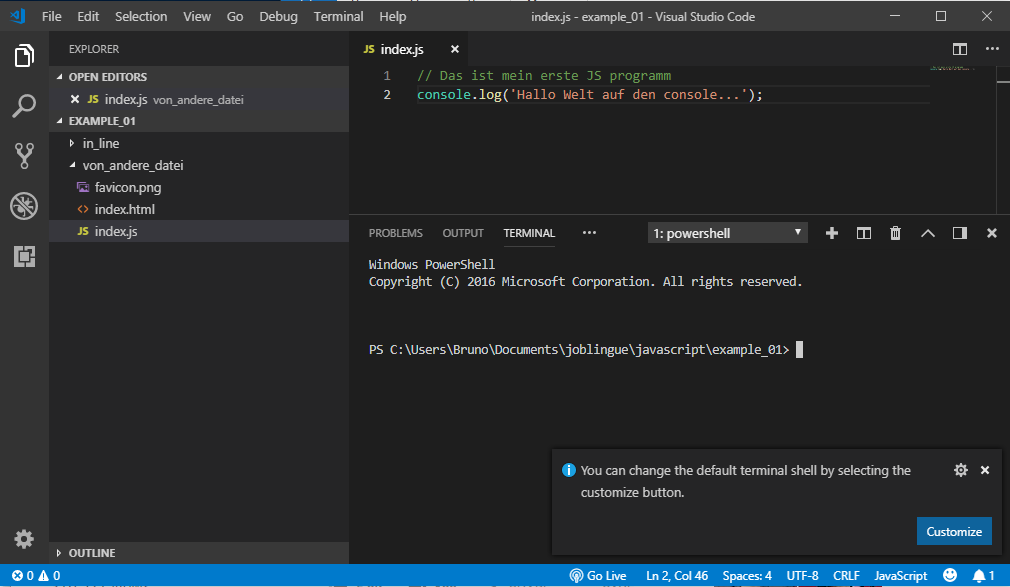 File Edit Selection View Go Debug Terminal Help index.js - example_01 - Visual Studio Code
EXPLORER
OPEN EDITORS
JS index.js von_andere_datei
EXAMPLE_01
in_line
von_andere_datei
favicon.png
<> index.html
JS index.js
OUTLINE
JS index.js
1 // Das ist mein erste JS programm
2 console.log('Hallo Welt auf den console...');
PROBLEMS OUTPUT TERMINAL ••• 1: powershell
Windows PowerShell
Copyright (C) 2016 Microsoft Corporation. All rights reserved.
PS C:\Users\Bruno\Documents\joblingue\javascript\example_01>
You can change the default terminal shell by selecting the
customize button.
Customize
0 0 Go Live Ln 2, Col 46 Spaces: 4 UTF-8 CRLF JavaScript 1